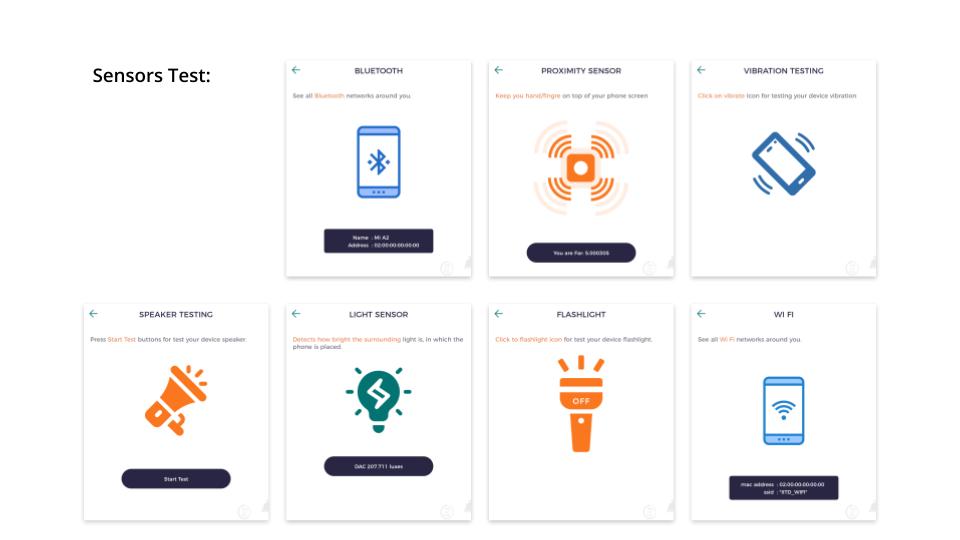 Sensors Test:
BLUETOOTH
See all Bluetooth networks around you.
Name : Mi A2
Address : 02:00:00:00:00:00
PROXIMITY SENSOR
Keep you hand/fingre on top of your phone screen
You are Far: 5.000305
VIBRATION TESTING
Click on vibrate icon for testing your device vibration
SPEAKER TESTING
Press Start Test buttons for test your device speaker.
Start Test
LIGHT SENSOR
Detects how bright the surrounding light is, in which the
phone is placed.
DAC 207.711 luxes
FLASHLIGHT
Click to flashlight icon for test your device flashlight.
OFF
WI FI
See all Wi Fi networks around you.
mac address : 02:00:00:00:00:00
ssid : "IITD_WIFI"